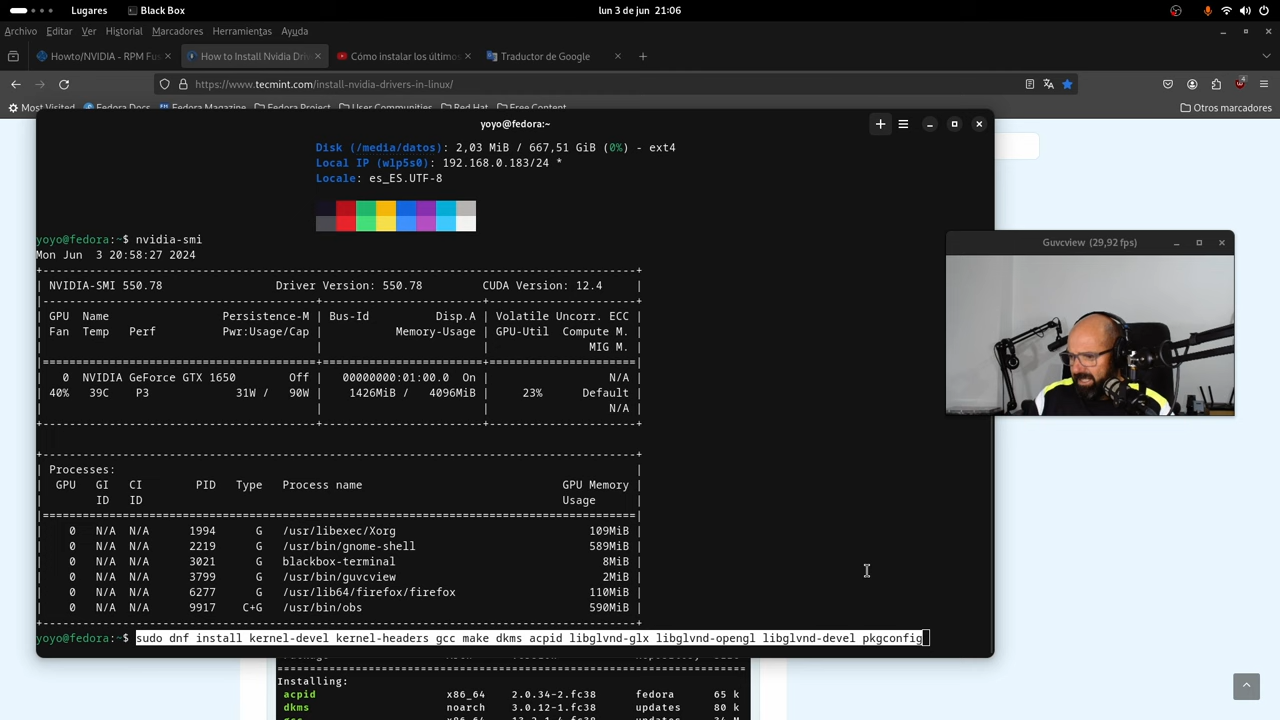 Lugares
Black Box
lun 3 de jun 21:06
Archivo Editar Ver Historial Marcadores Herramientas Ayuda
Howto/NVIDIA - RPM Fus
How to Install Nvidia Dri
Cómo instalar los último
Traductor de Google
https://www.tecmint.com/install-nvidia-drivers-in-linux/
Most Visited Fedora Docs Fedora Magazine Fedora Project User Communities Red Hat Free Content Otros marcadores
yoyo@fedora:~
Disk (/media/datos): 2,03 MiB / 667,51 GiB (0%) - ext4
Local IP (wlp5s0): 192.168.0.183/24 *
Locale: es_ES.UTF-8
yoyo@fedora:~$ nvidia-smi
Mon Jun  3 20:58:27 2024
NVIDIA-SMI 550.78 Driver Version: 550.78 CUDA Version: 12.4
GPU Name Persistence-M | Bus-Id Disp.A | Volatile Uncorr. ECC
Fan Temp Perf Pwr:Usage/Cap | Memory-Usage | GPU-Util Compute M.
MIG M.
0 NVIDIA GeForce GTX 1650 Off | 00000000:01:00.0 On | N/A
40% 39C P3 31W / 90W | 1426MiB / 4096MiB | 23% Default
N/A
Processes:
GPU GI CI PID Type Process name GPU Memory
ID ID Usage
0 N/A N/A 1994 G /usr/libexec/Xorg 109MiB
0 N/A N/A 2219 G /usr/bin/gnome-shell 589MiB
0 N/A N/A 3021 G blackbox-terminal 8MiB
0 N/A N/A 3799 G /usr/bin/guvcview 2MiB
0 N/A N/A 6277 G /usr/lib64/firefox/firefox 110MiB
0 N/A N/A 9917 C+G /usr/bin/obs 590MiB
yoyo@fedora:~$ sudo dnf install kernel-devel kernel-headers gcc make dkms acpid libglvnd-glx libglvnd-opengl libglvnd-devel pkgconfig
Guvcview (29,92 fps)
Installing:
acpid x86_64 2.0.34-2.fc38 fedora 65 k
dkms noarch 3.0.12-1.fc38 updates 80 k